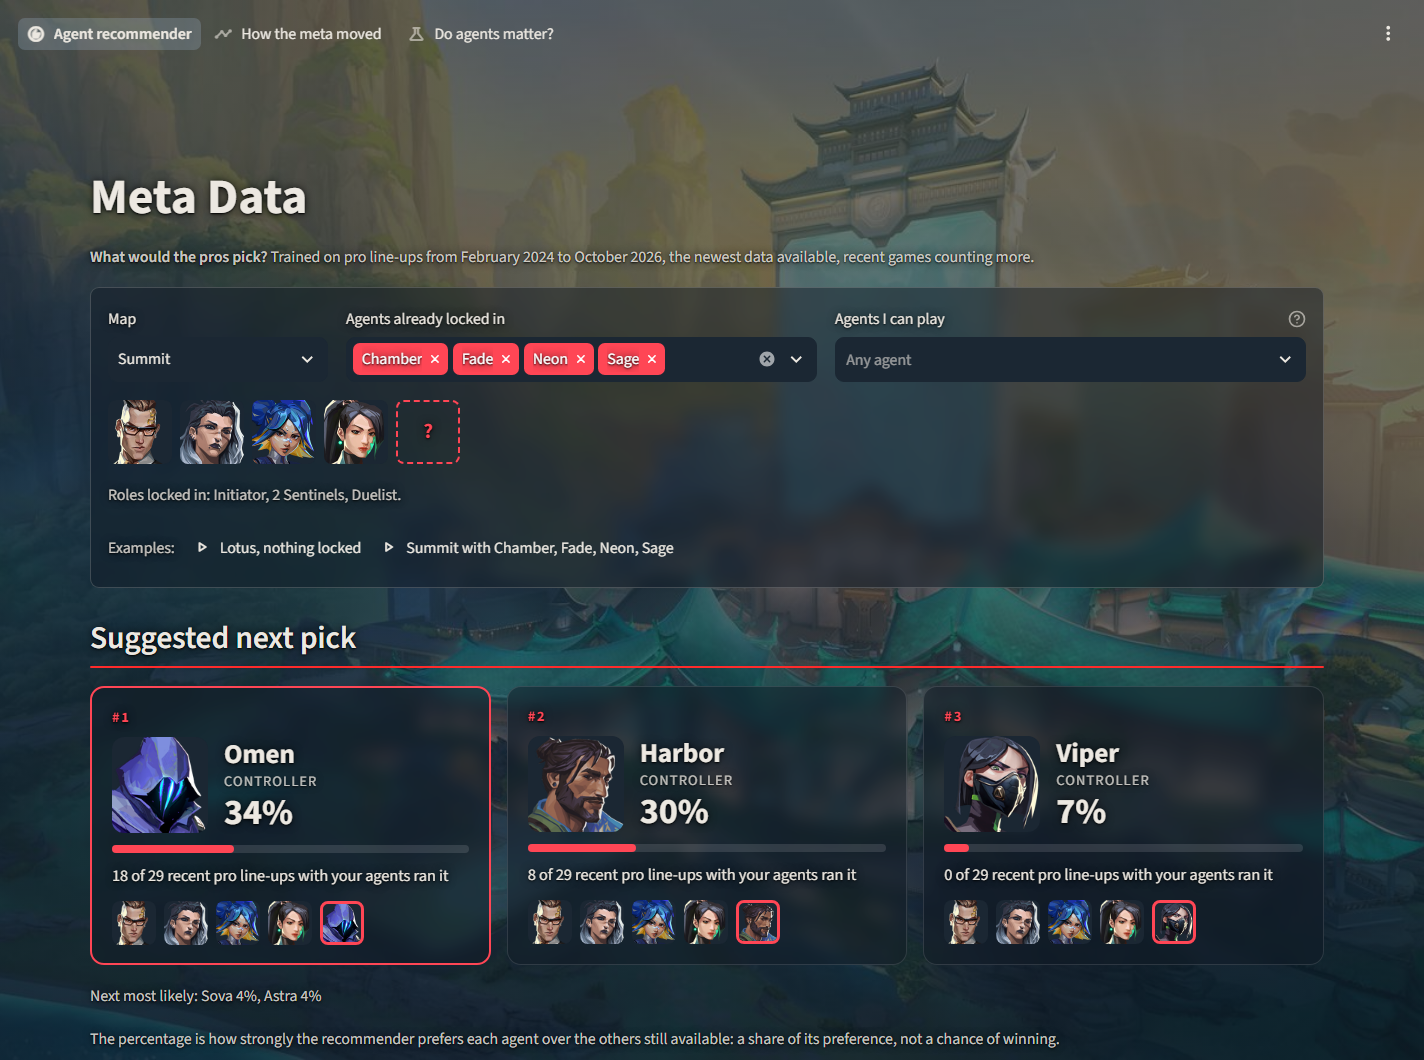 Agent recommender
How the meta moved
Do agents matter?
Meta Data
What would the pros pick? Trained on pro line-ups from February 2024 to October 2026, the newest data available, recent games counting more.
Map
Agents already locked in
Agents I can play
Summit
Chamber × Fade × Neon × Sage ×
Any agent
?
Roles locked in: Initiator, 2 Sentinels, Duelist.
Examples:
Lotus, nothing locked
Summit with Chamber, Fade, Neon, Sage
Suggested next pick
#1
Omen
CONTROLLER
34%
18 of 29 recent pro line-ups with your agents ran it
#2
Harbor
CONTROLLER
30%
8 of 29 recent pro line-ups with your agents ran it
#3
Viper
CONTROLLER
7%
0 of 29 recent pro line-ups with your agents ran it
Next most likely: Sova 4%, Astra 4%
The percentage is how strongly the recommender prefers each agent over the others still available: a share of its preference, not a chance of winning.